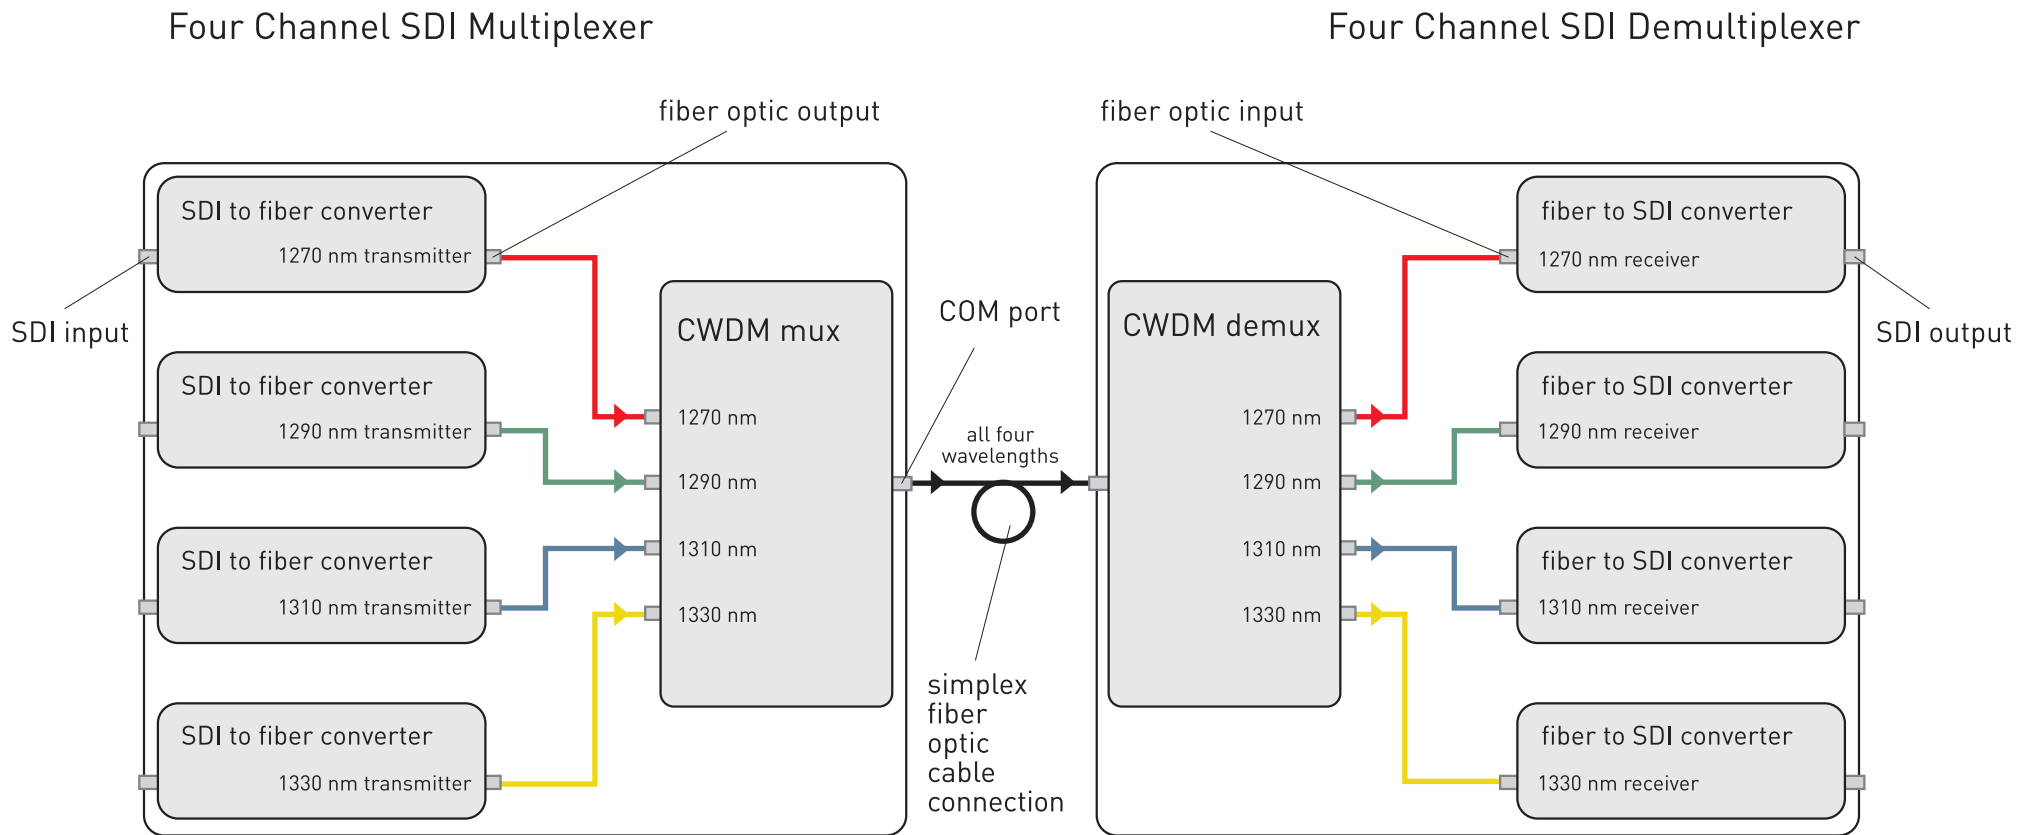 Four Channel SDI Multiplexer
Four Channel SDI Demultiplexer
fiber optic output
fiber optic input
SDI input
SDI to fiber converter
1270 nm transmitter
SDI to fiber converter
1290 nm transmitter
SDI to fiber converter
1310 nm transmitter
SDI to fiber converter
1330 nm transmitter
CWDM mux
1270 nm
1290 nm
1310 nm
1330 nm
COM port
all four
wavelengths
simplex
fiber
optic
cable
connection
CWDM demux
1270 nm
1290 nm
1310 nm
1330 nm
fiber to SDI converter
1270 nm receiver
fiber to SDI converter
1290 nm receiver
fiber to SDI converter
1310 nm receiver
fiber to SDI converter
1330 nm receiver
SDI output